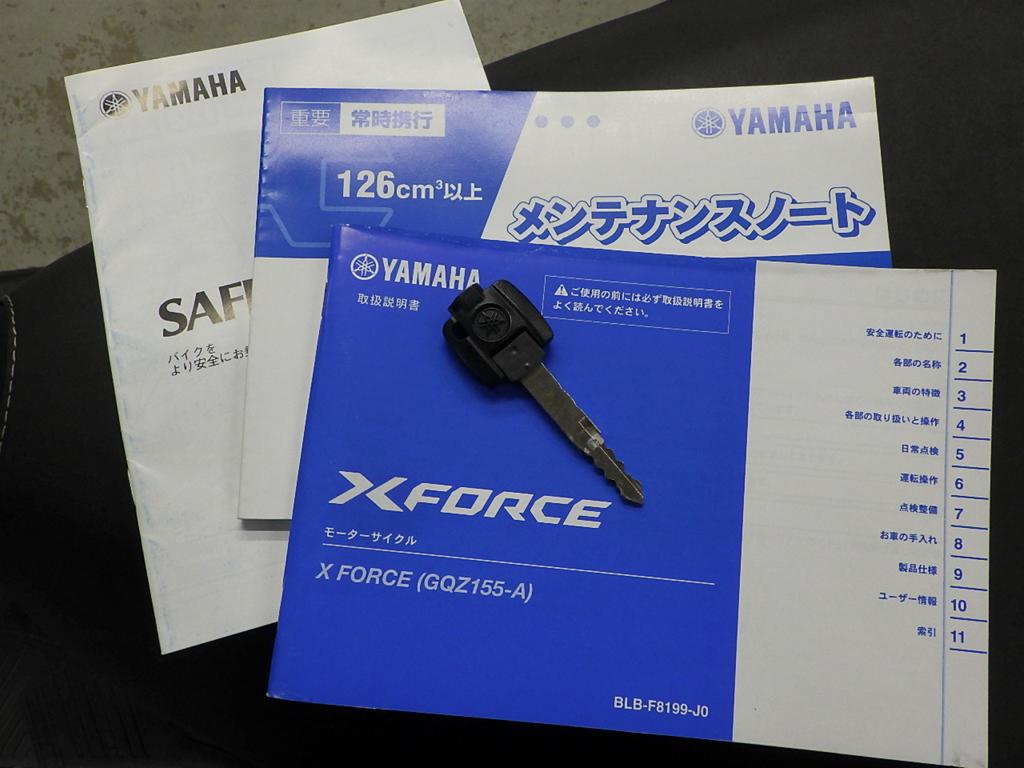 YAMAHA
バイクを
より安全にお
重要 常時携行
126cm³以上
YAMAHA
メンテナンスノート
YAMAHA
取扱説明書
⚠ご使用の前には必ず取扱説明書を
よく読んでください。
XFORCE
モーターサイクル
X FORCE (GQZ155-A)
BLB-F8199-J0
安全運転のために 1
各部の名称 2
車両の特徴 3
各部の取り扱いと操作 4
日常点検 5
運転操作 6
点検整備 7
お車の手入れ 8
製品仕様 9
ユーザー情報 10
索引 11